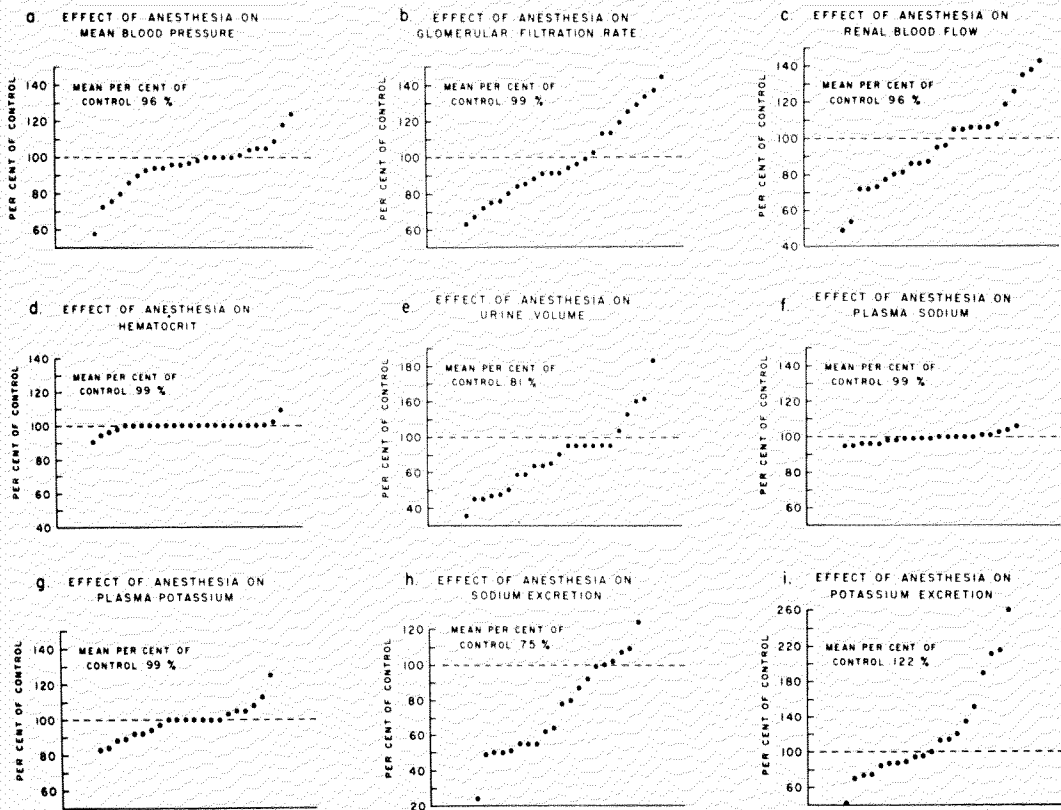 a. EFFECT OF ANESTHESIA ON
MEAN BLOOD PRESSURE
PER CENT OF CONTROL
MEAN PER CENT OF
CONTROL 96 %
140
120
100
80
60
b. EFFECT OF ANESTHESIA ON
GLOMERULAR FILTRATION RATE
MEAN PER CENT OF
CONTROL 99 %
140
120
100
80
60
c. EFFECT OF ANESTHESIA ON
RENAL BLOOD FLOW
PER CENT OF CONTROL
MEAN PER CENT OF
CONTROL 96 %
140
120
100
80
60
40
d. EFFECT OF ANESTHESIA ON
HEMATOCRIT
PER CENT OF CONTROL
MEAN PER CENT OF
CONTROL 99 %
140
120
100
80
60
40
e. EFFECT OF ANESTHESIA ON
URINE VOLUME
MEAN PER CENT OF
CONTROL 81 %
180
160
100
60
40
f. EFFECT OF ANESTHESIA ON
PLASMA SODIUM
PER CENT OF CONTROL
MEAN PER CENT OF
CONTROL 99 %
140
120
100
80
60
g. EFFECT OF ANESTHESIA ON
PLASMA POTASSIUM
PER CENT OF CONTROL
MEAN PER CENT OF
CONTROL 99 %
140
120
100
80
60
h. EFFECT OF ANESTHESIA ON
SODIUM EXCRETION
MEAN PER CENT OF
CONTROL 75 %
120
100
80
60
40
20
i. EFFECT OF ANESTHESIA ON
POTASSIUM EXCRETION
PER CENT OF CONTROL
MEAN PER CENT OF
CONTROL 122 %
260
220
180
140
100
60